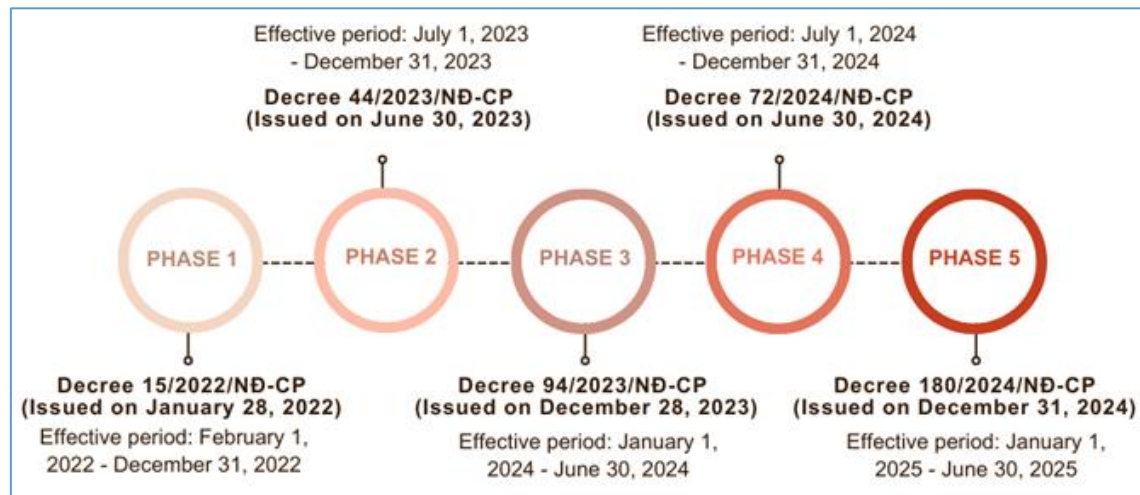 Effective period: July 1, 2023
- December 31, 2023
Decree 44/2023/NĐ-CP
(Issued on June 30, 2023)
Effective period: July 1, 2024
- December 31, 2024
Decree 72/2024/NĐ-CP
(Issued on June 30, 2024)
PHASE 1
PHASE 2
PHASE 3
PHASE 4
PHASE 5
Decree 15/2022/NĐ-CP
(Issued on January 28, 2022)
Effective period: February 1,
2022 - December 31, 2022
Decree 94/2023/NĐ-CP
(Issued on December 28, 2023)
Effective period: January 1,
2024 - June 30, 2024
Decree 180/2024/NĐ-CP
(Issued on December 31, 2024)
Effective period: January 1,
2025 - June 30, 2025